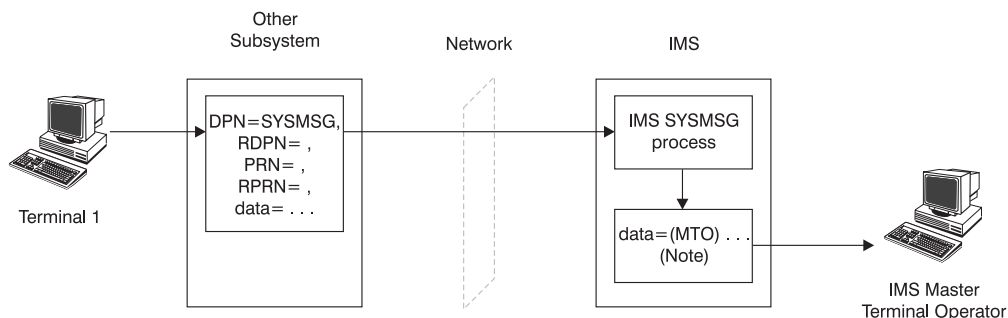 Other
Subsystem
Network
IMS
DPN=SYSMSG,
RDPN= ,
PRN= ,
RPRN= ,
data= . . .
IMS SYSMSG
process
Terminal 1
data=(MTO) . . .
(Note)
IMS Master
Terminal Operator